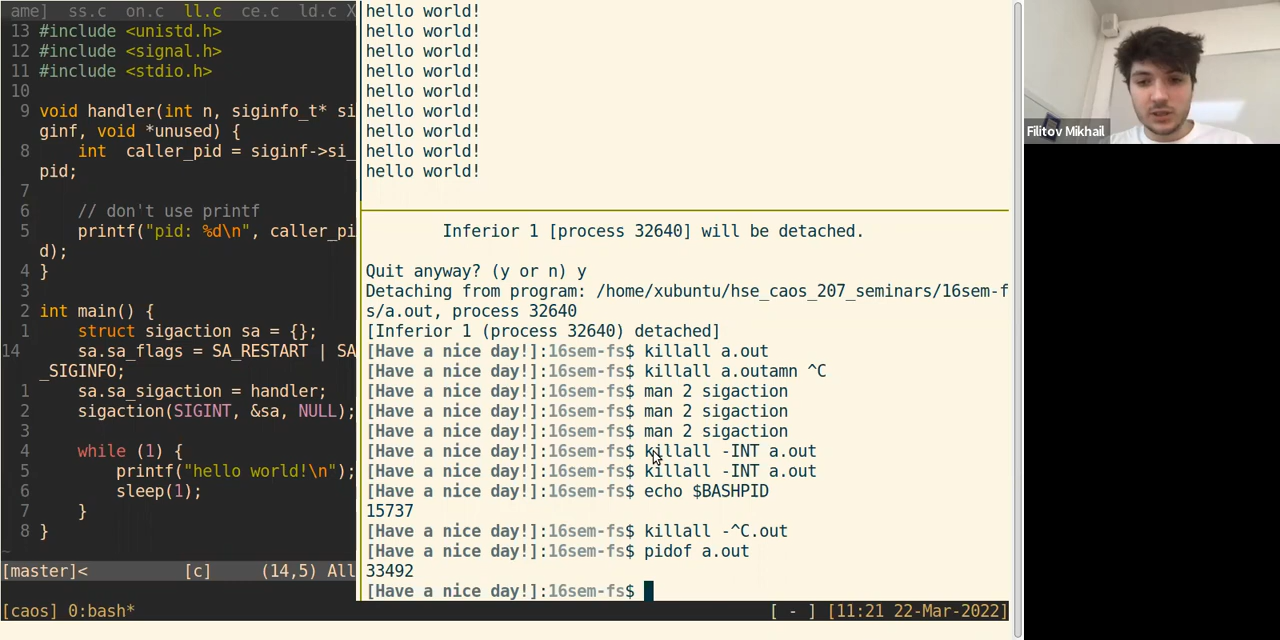 ame]  ss.c  on.c  ll.c  ce.c  ld.c X
13 #include <unistd.h>
12 #include <signal.h>
11 #include <stdio.h>
10
9 void handler(int n, siginfo_t* si
ginf, void *unused) {
8     int  caller_pid = siginf->si_
pid;
7
6     // don't use printf
5     printf("pid: %d\n", caller_pi
d);
4 }
3
2 int main() {
1     struct sigaction sa = {};
14     sa.sa_flags = SA_RESTART | SA
_SIGINFO;
1     sa.sa_sigaction = handler;
2     sigaction(SIGINT, &sa, NULL);
3
4     while (1) {
5         printf("hello world!\n");
6         sleep(1);
7     }
8 }
~
[master]<          [c]     (14,5) All
hello world!
hello world!
hello world!
hello world!
hello world!
hello world!
hello world!
hello world!
hello world!
Inferior 1 [process 32640] will be detached.
Quit anyway? (y or n) y
Detaching from program: /home/xubuntu/hse_caos_207_seminars/16sem-f
s/a.out, process 32640
[Inferior 1 (process 32640) detached]
[Have a nice day!]:16sem-fs$ killall a.out
[Have a nice day!]:16sem-fs$ killall a.outamn ^C
[Have a nice day!]:16sem-fs$ man 2 sigaction
[Have a nice day!]:16sem-fs$ man 2 sigaction
[Have a nice day!]:16sem-fs$ man 2 sigaction
[Have a nice day!]:16sem-fs$ killall -INT a.out
[Have a nice day!]:16sem-fs$ killall -INT a.out
[Have a nice day!]:16sem-fs$ echo $BASHPID
15737
[Have a nice day!]:16sem-fs$ killall -^C.out
[Have a nice day!]:16sem-fs$ pidof a.out
33492
[Have a nice day!]:16sem-fs$
[caos] 0:bash*
[ - ] [11:21 22-Mar-2022]
Filitov Mikhail